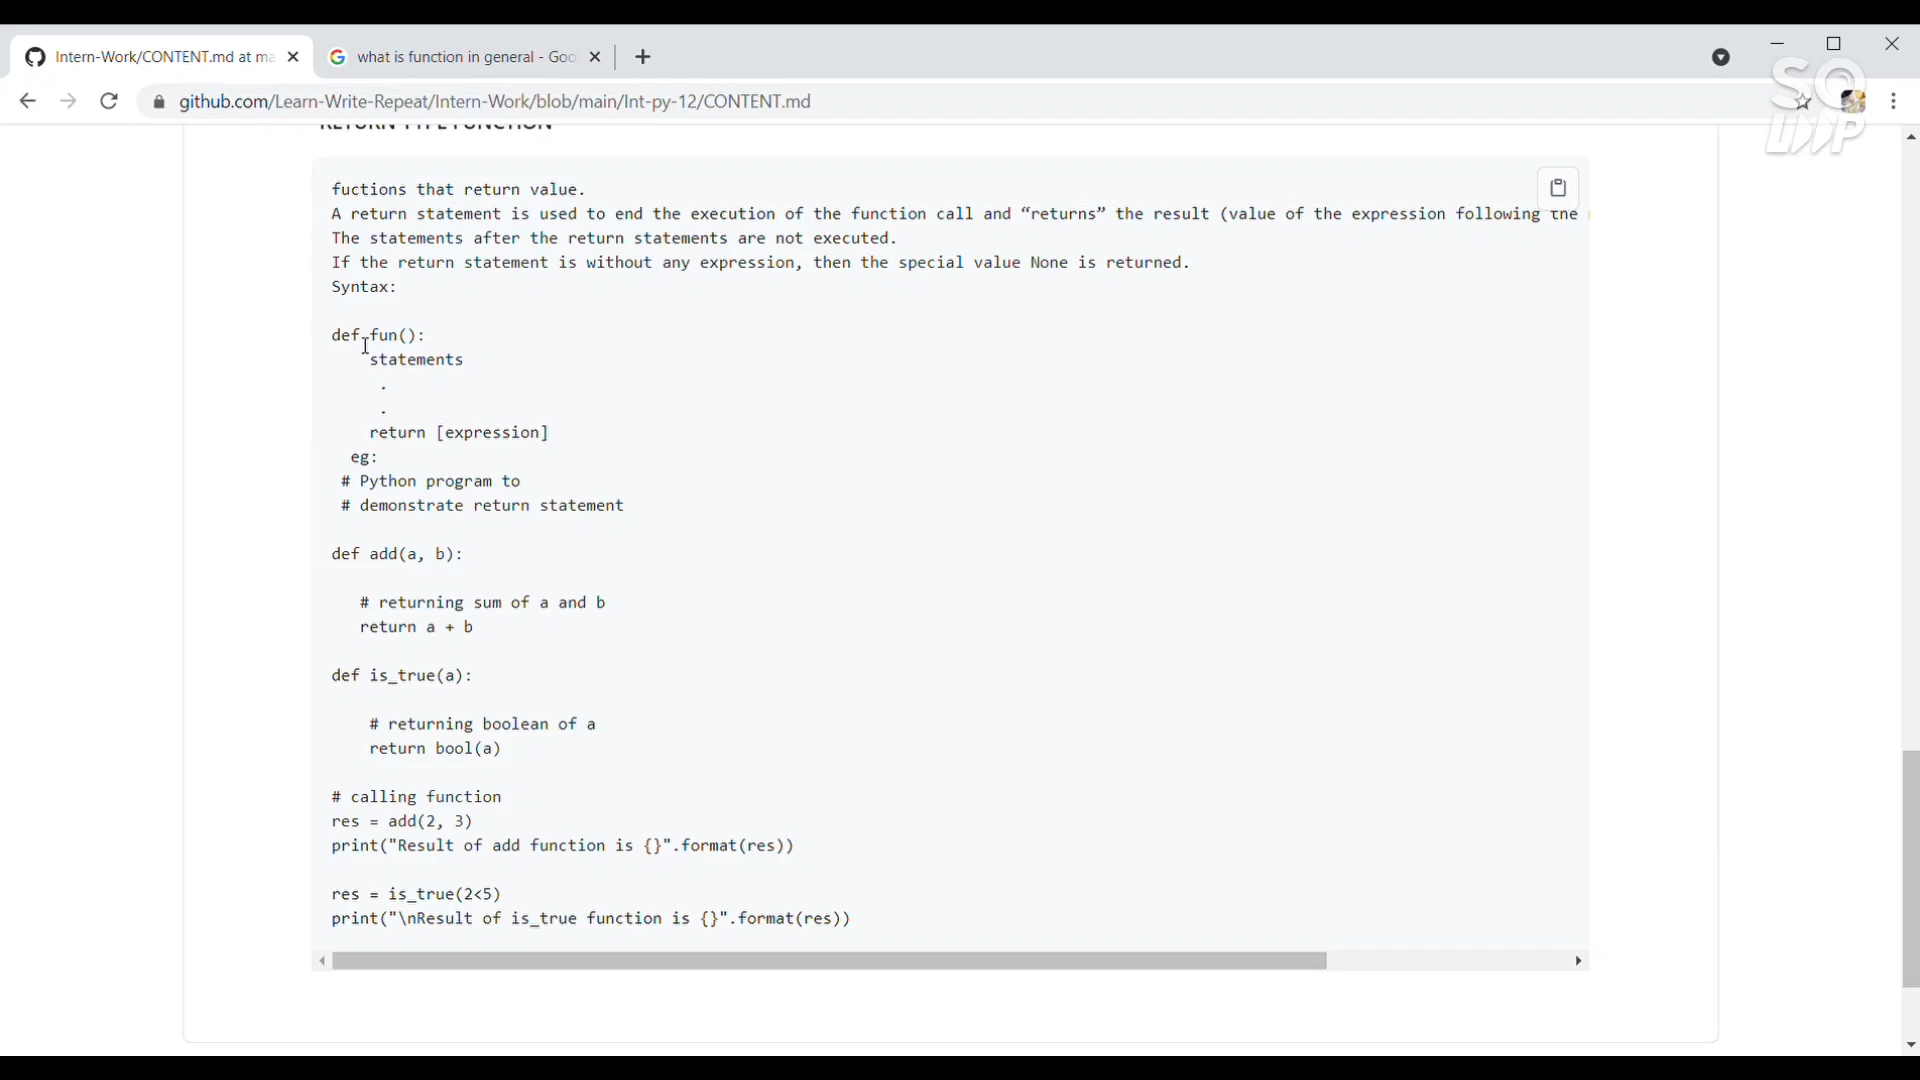 Intern-Work/CONTENT.md at ma
what is function in general - Goo
github.com/Learn-Write-Repeat/Intern-Work/blob/main/Int-py-12/CONTENT.md
SO
RETURN TYPE FUNCTION
fuctions that return value.
A return statement is used to end the execution of the function call and “returns” the result (value of the expression following the
The statements after the return statements are not executed.
If the return statement is without any expression, then the special value None is returned.
Syntax:
def fun():
statements
.
.
return [expression]
eg:
# Python program to
# demonstrate return statement
def add(a, b):
# returning sum of a and b
return a + b
def is_true(a):
# returning boolean of a
return bool(a)
# calling function
res = add(2, 3)
print("Result of add function is {}".format(res))
res = is_true(2<5)
print("\nResult of is_true function is {}".format(res))